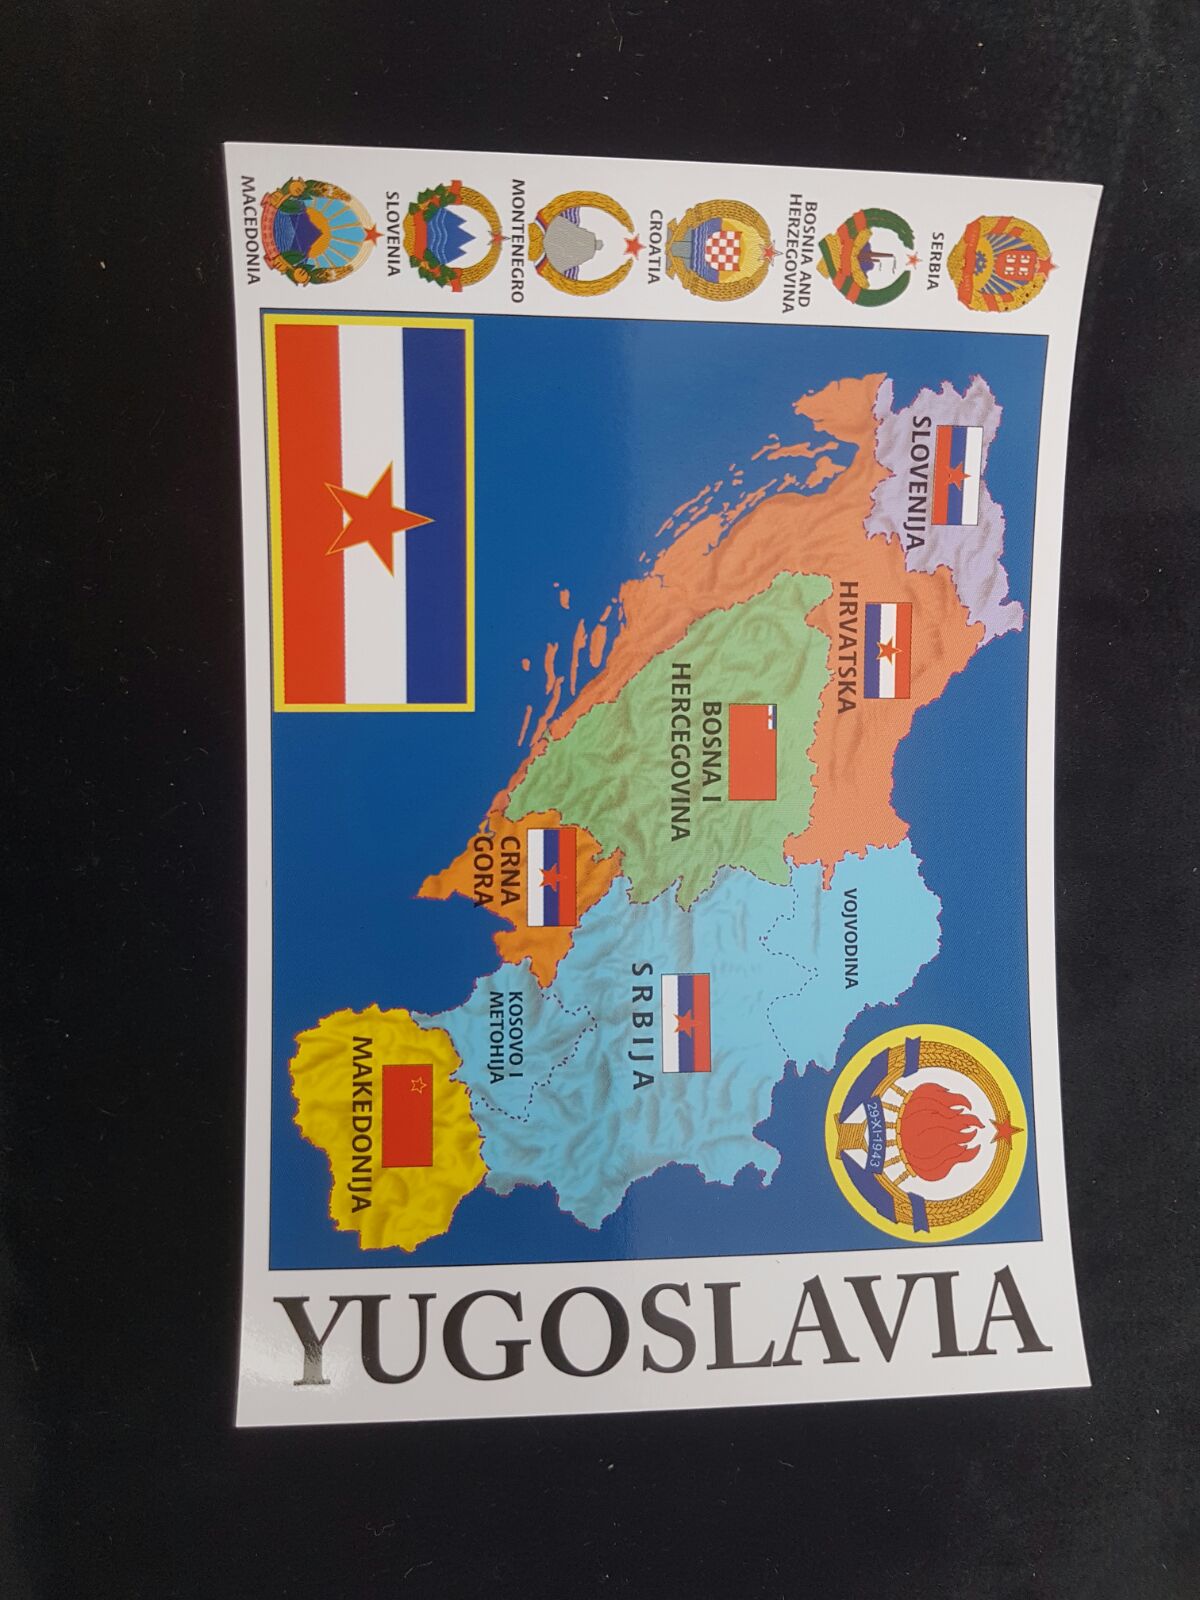 SERBIA
BOSNIA AND
HERZEGOVINA
CROATIA
MONTENEGRO
SLOVENIA
MACEDONIA
SLOVENIJA
HRVATSKA
VOJVODINA
BOSNA I
HERCEGOVINA
SRBIJA
CRNA
GORA
KOSOVO I
METOHIJA
MAKEDONIJA
29-XI-1943
YUGOSLAVIA